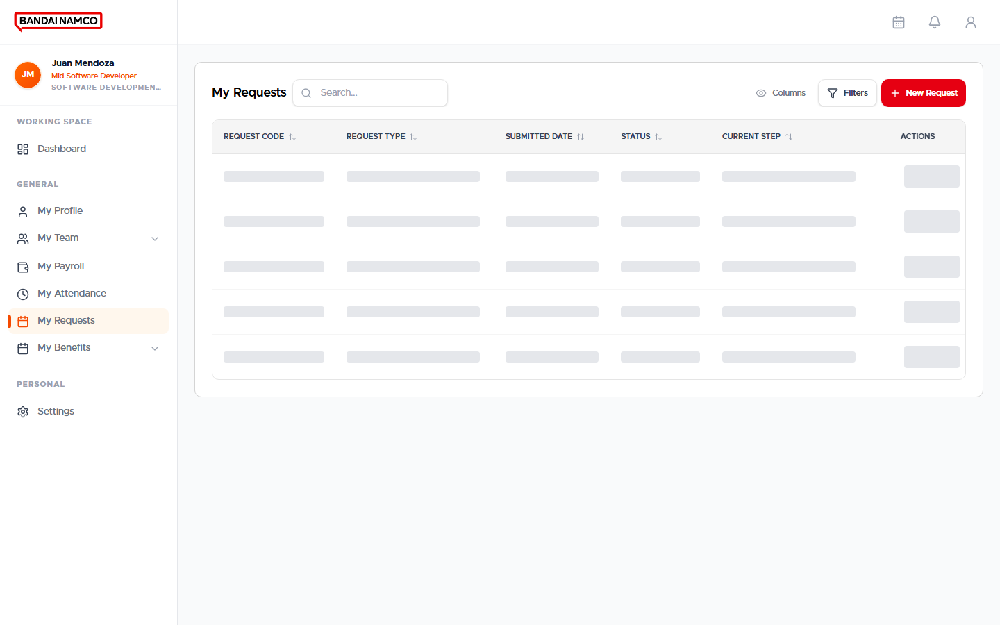 BANDAI NAMCO
JM
Juan Mendoza
Mid Software Developer
SOFTWARE DEVELOPMEN...
WORKING SPACE
Dashboard
GENERAL
My Profile
My Team
My Payroll
My Attendance
My Requests
My Benefits
PERSONAL
Settings
My Requests
Search...
Columns
Filters
New Request
REQUEST CODE
REQUEST TYPE
SUBMITTED DATE
STATUS
CURRENT STEP
ACTIONS